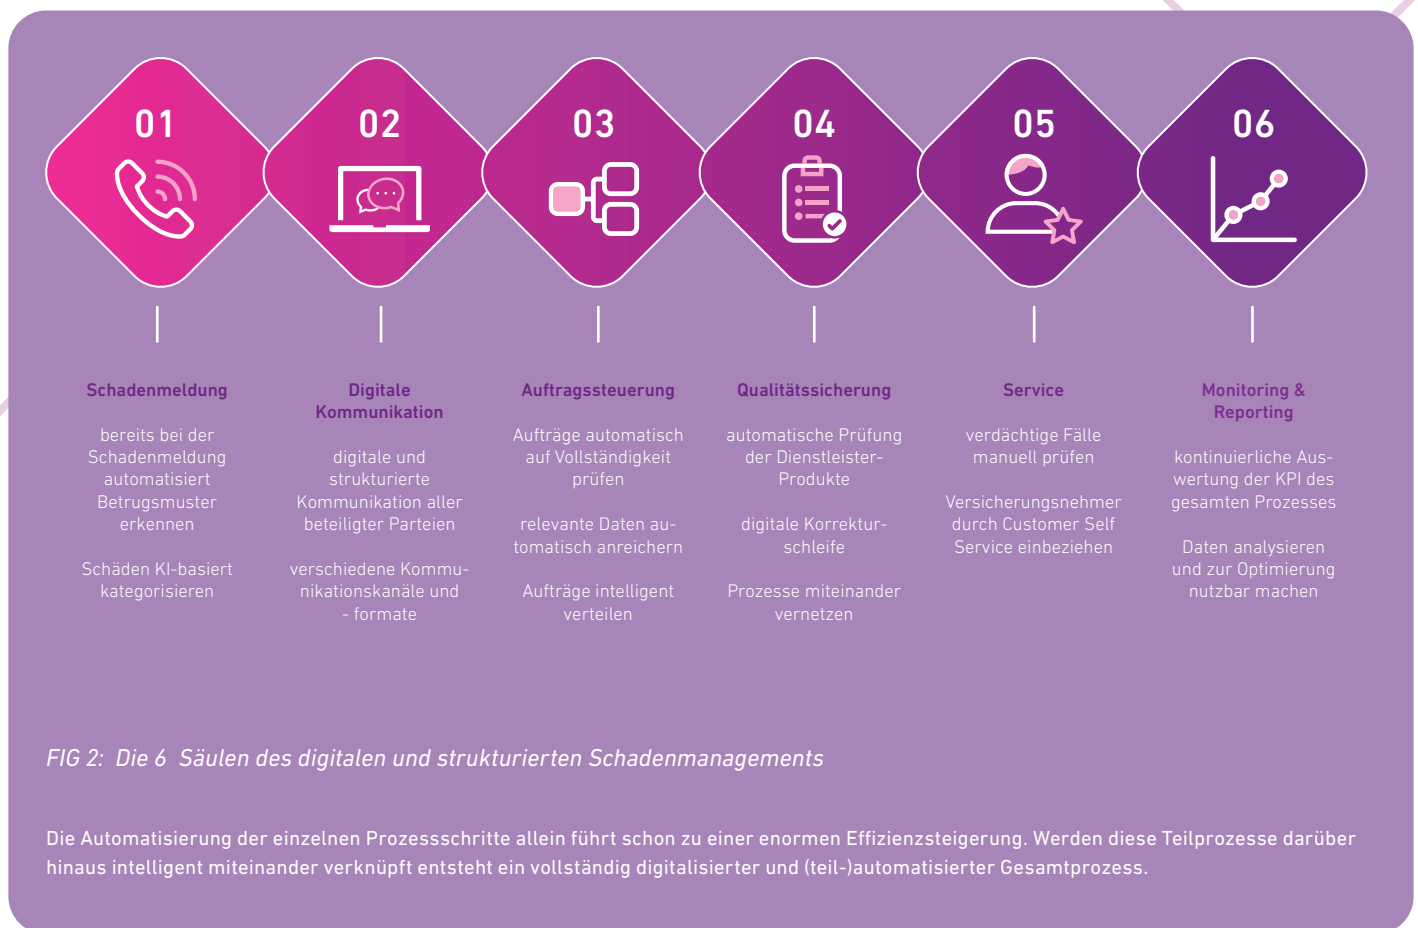 01
02
03
04
05
06
Schadenmeldung
bereits bei der
Schadenmeldung
automatisiert
Betrugsmuster
erkennen
Schäden KI-basiert
kategorisieren
Digitale
Kommunikation
digitale und
strukturierte
Kommunikation aller
beteiligter Parteien
verschiedene Kommu-
nikationskanäle und
- formate
Auftragssteuerung
Aufträge automatisch
auf Vollständigkeit
prüfen
relevante Daten au-
tomatisch anreichern
Aufträge intelligent
verteilen
Qualitätssicherung
automatische Prüfung
der Dienstleister-
Produkte
digitale Korrektur-
schleife
Prozesse miteinander
vernetzen
Service
verdächtige Fälle
manuell prüfen
Versicherungsnehmer
durch Customer Self
Service einbeziehen
Monitoring &
Reporting
kontinuierliche Aus-
wertung der KPI des
gesamten Prozesses
Daten analysieren
und zur Optimierung
nutzbar machen
FIG 2: Die 6 Säulen des digitalen und strukturierten Schadenmanagements
Die Automatisierung der einzelnen Prozessschritte allein führt schon zu einer enormen Effizienzsteigerung. Werden diese Teilprozesse darüber
hinaus intelligent miteinander verknüpft entsteht ein vollständig digitalisierter und (teil-)automatisierter Gesamtprozess.